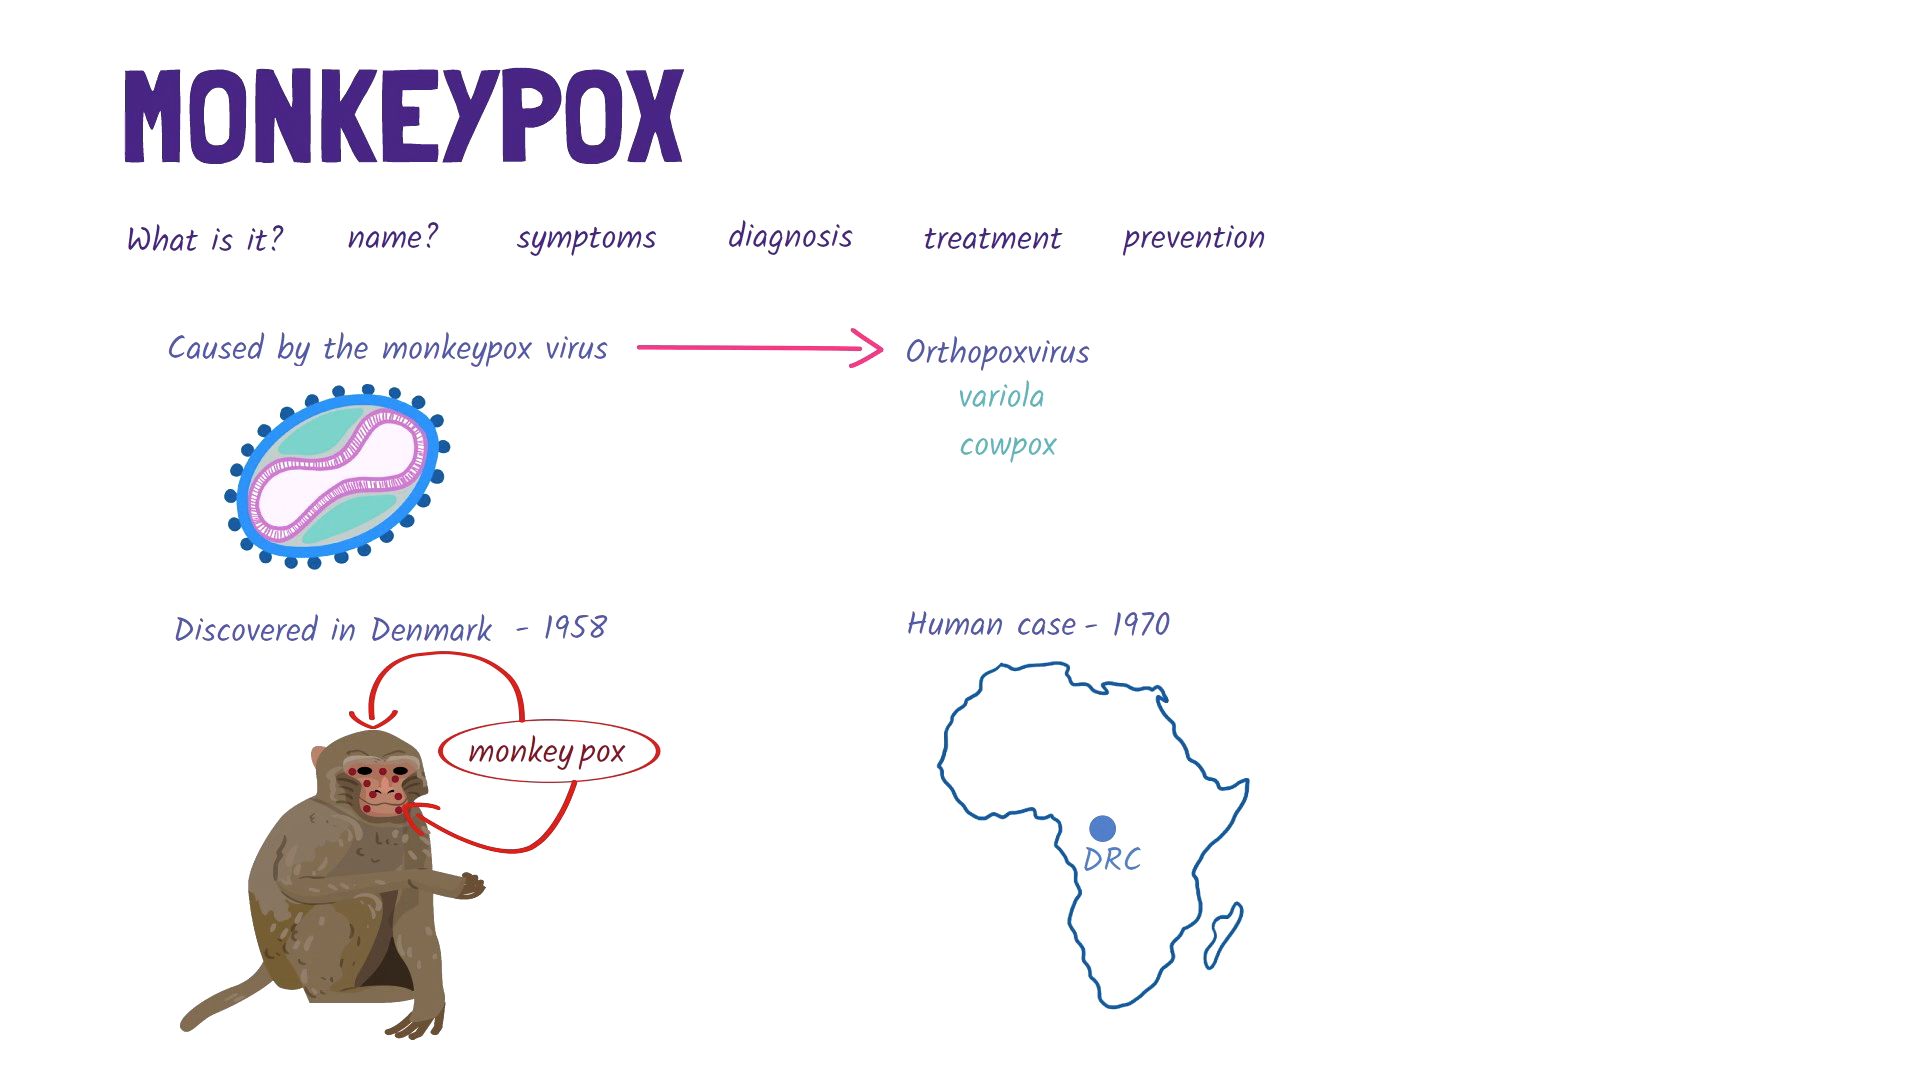 MONKEYPOX
What is it? name? symptoms diagnosis treatment prevention
Caused by the monkeypox virus
Orthopoxvirus
variola
cowpox
Discovered in Denmark - 1958
Human case - 1970
monkey pox
DRC